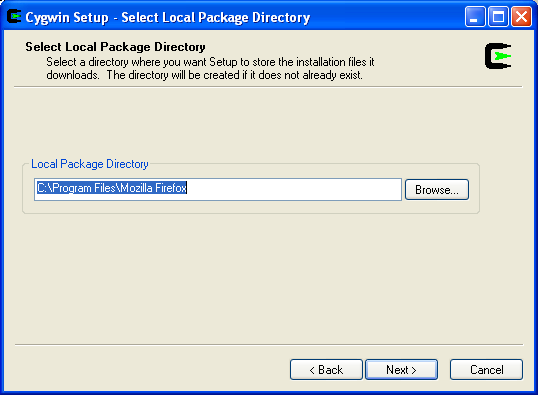 Cygwin Setup - Select Local Package Directory
Select Local Package Directory
Select a directory where you want Setup to store the installation files it
downloads. The directory will be created if it does not already exist.
Local Package Directory
C:\Program Files\Mozilla Firefox
Browse...
< Back
Next >
Cancel